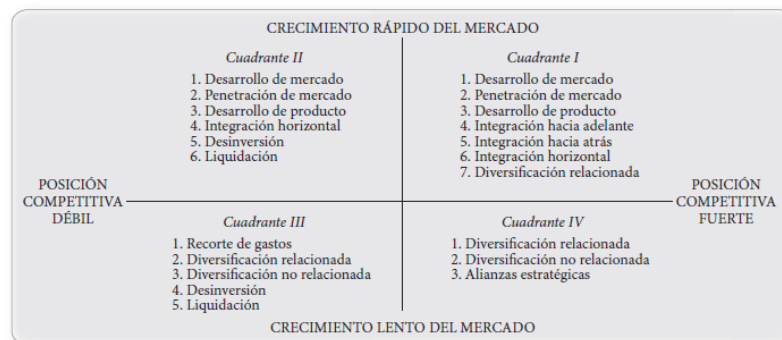 CRECIMIENTO RÁPIDO DEL MERCADO
Cuadrante II
1. Desarrollo de mercado
2. Penetración de mercado
3. Desarrollo de producto
4. Integración horizontal
5. Desinversión
6. Liquidación
Cuadrante I
1. Desarrollo de mercado
2. Penetración de mercado
3. Desarrollo de producto
4. Integración hacia adelante
5. Integración hacia atrás
6. Integración horizontal
7. Diversificación relacionada
POSICIÓN
COMPETITIVA
DÉBIL
POSICIÓN
COMPETITIVA
FUERTE
Cuadrante III
1. Recorte de gastos
2. Diversificación relacionada
3. Diversificación no relacionada
4. Desinversión
5. Liquidación
Cuadrante IV
1. Diversificación relacionada
2. Diversificación no relacionada
3. Alianzas estratégicas
CRECIMIENTO LENTO DEL MERCADO